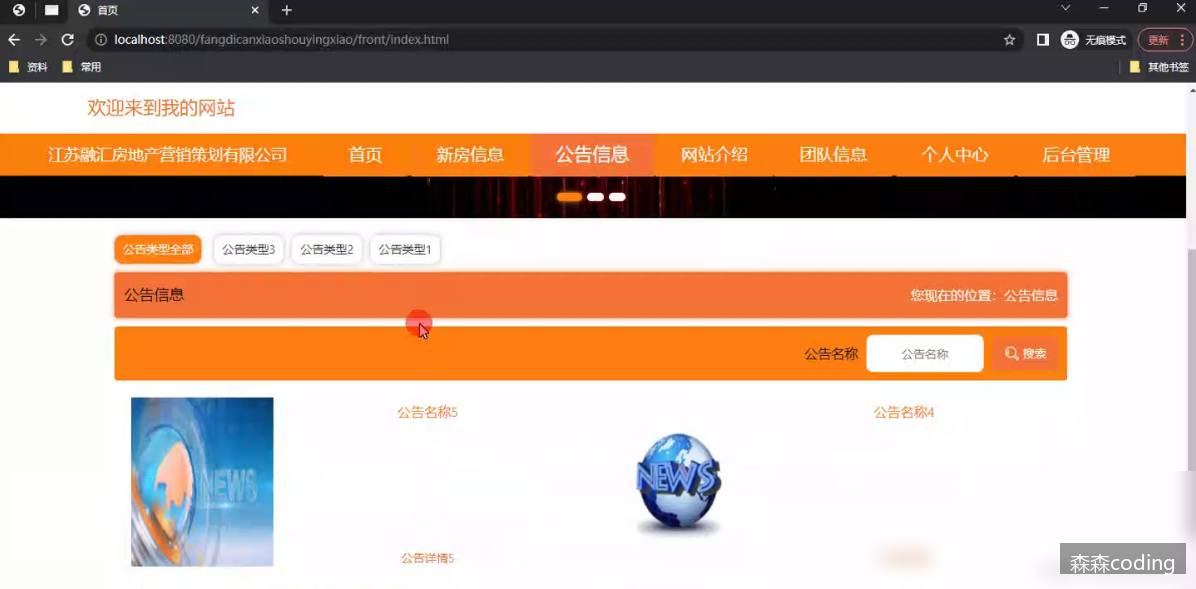 首页
localhost:8080/fangdicanxiaoshouyingxiao/front/index.html
无痕模式
更新
资料
常用
其他书签
欢迎来到我的网站
江苏融汇房地产营销策划有限公司
首页
新房信息
公告信息
网站介绍
团队信息
个人中心
后台管理
公告类型全部
公告类型3
公告类型2
公告类型1
公告信息
您现在的位置：公告信息
公告名称
公告名称
搜索
公告名称5
公告名称4
NEWS
NEWS
公告详情5
森森coding